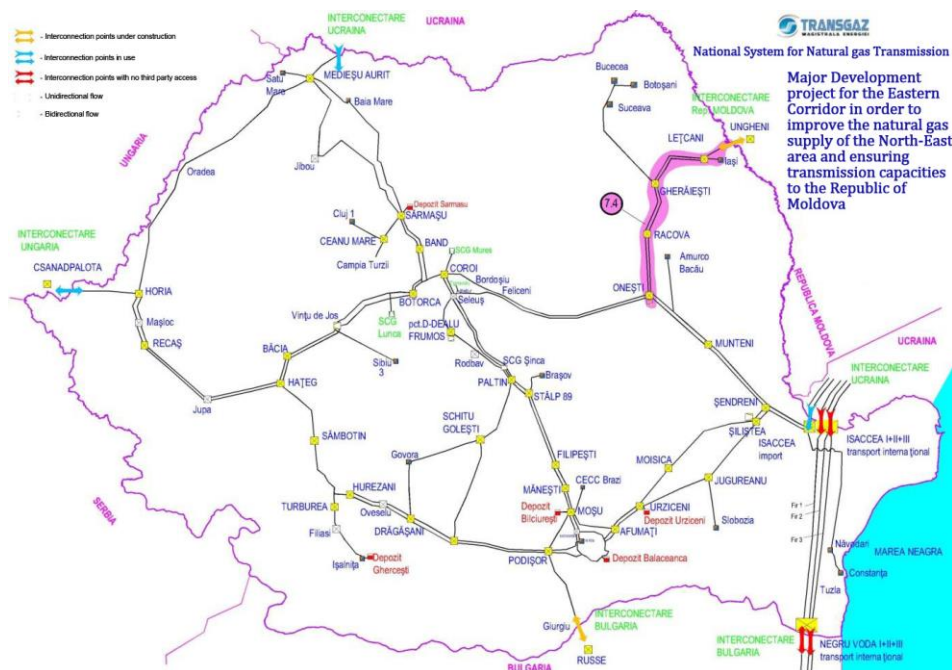 INTERCONECTARE
UCRAINA
UCRAINA
TRANSGAZ
MAGISTRALA ENERGIEI
National System for Natural gas Transmission
Major Development
project for the Eastern
Corridor in order to
improve the natural gas
supply of the North-East
area and ensuring
transmission capacities
to the Republic of
Moldova
- Interconnection points under construction
- Interconnection points in use
- Interconnection points with no third party access
- Unidirectional flow
- Bidirectional flow
Satu
Mare
MEDIEŞU AURIT
Baia Mare
Bucecea
Botoşani
Suceava
INTERCONECTARE
Rep. MOLDOVA
UNGHENI
LEŢCANI
Iaşi
GHERĂIEŞTI
UNGARIA
Oradea
Jibou
7.4
RACOVA
Depozit Sarmasu
SĂRMAŞU
Cluj 1
CEANU MARE
Campia Turzii
BAND
SCG Mures
COROI
Bordoşiu
Amurco
Bacău
ONEŞTI
REPUBLICA MOLDOVA
INTERCONECTARE
UNGARIA
CSANADPALOTA
HORIA
Maşloc
RECAŞ
BOTORCA
Seleuş
Feliceni
Vinţu de Jos
SCG
Lunca
pct.D-DEALU
FRUMOS
MUNTENI
UCRAINA
BĂCIA
Sibiu
3
Rodbav
SCG Şinca
HAŢEG
Jupa
PALTIN
Braşov
STÂLP 89
INTERCONECTARE
UCRAINA
ŞENDRENI
ŞILIŞTEA
ISACCEA
import
ISACCEA I+II+III
transport international
SÂMBOTIN
SCHITU
GOLEŞTI
Govora
FILIPEŞTI
MOISICA
JUGUREANU
MĂNEŞTI
CECC Brazi
SERBIA
HUREZANI
TURBUREA
Oveselu
Depozit
Bilciureşti
MOŞU
URZICENI
Depozit Urziceni
Slobozia
Fir 1
Fir 2
Fir 3
Filiasi
DRĂGĂŞANI
AFUMAŢI
Işalniţa
Depozit
Gherceşti
PODIŞOR
Depozit Balaceanca
Năvodari
MAREA NEAGRA
Constanţa
Tuzla
Giurgiu
INTERCONECTARE
BULGARIA
INTERCONECTARE
BULGARIA
NEGRU VODA I+II+III
transport international
BULGARIA
RUSSE